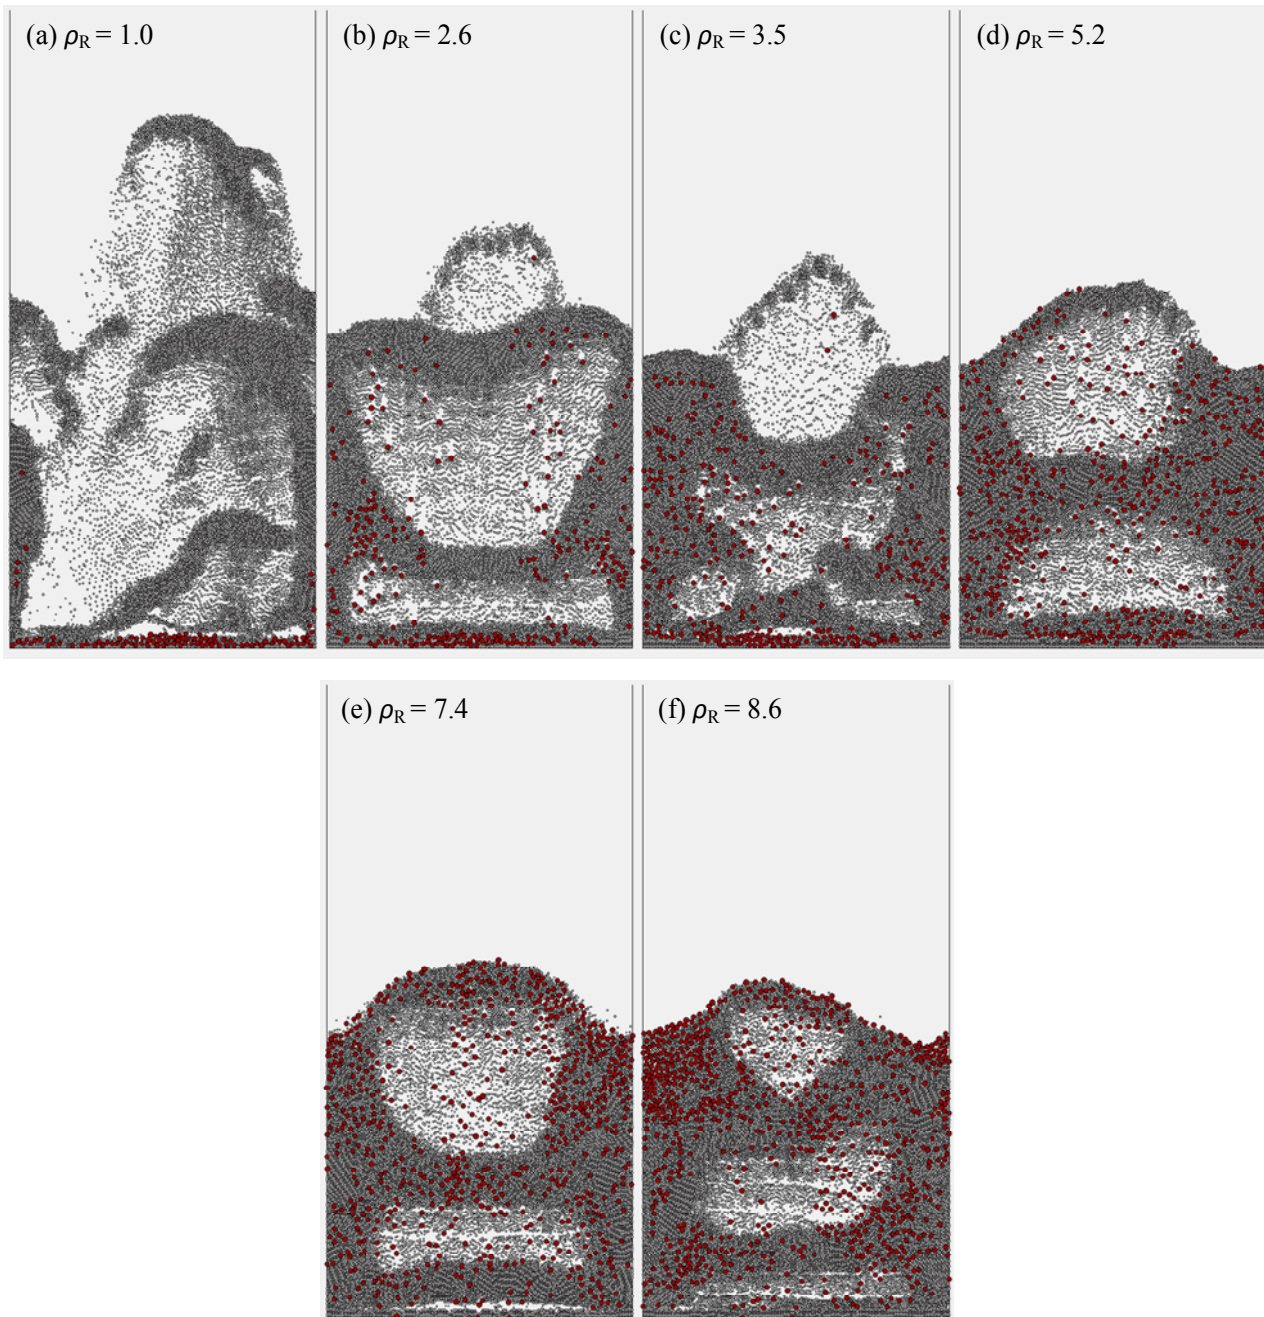 (a) ρR = 1.0
(b) ρR = 2.6
(c) ρR = 3.5
(d) ρR = 5.2
(e) ρR = 7.4
(f) ρR = 8.6